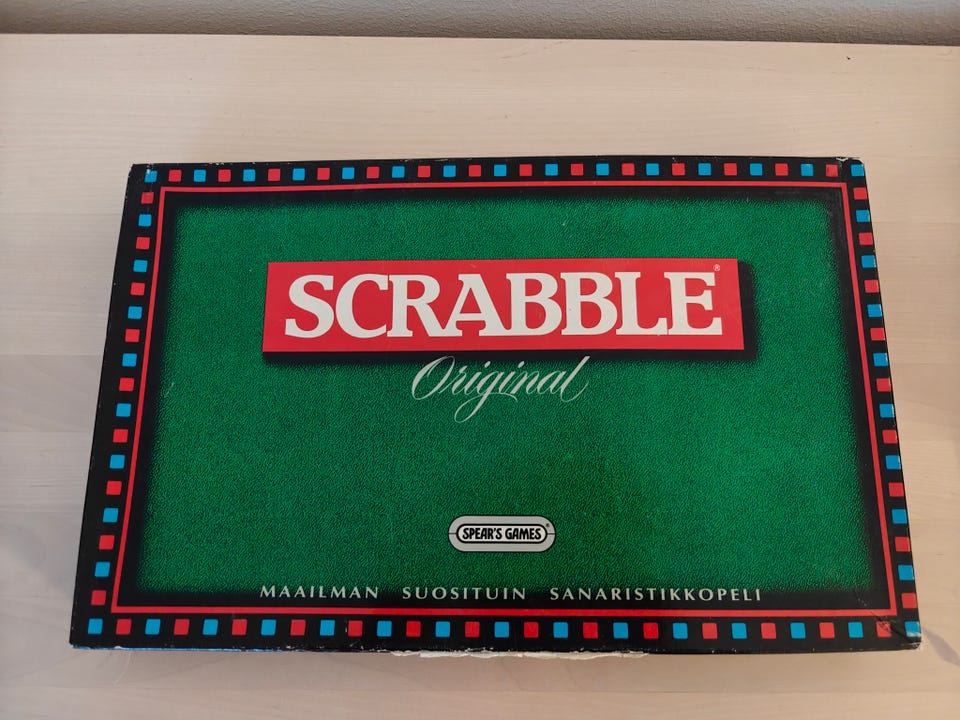 SCRABBLE®
Original
SPEAR'S GAMES®
MAAILMAN SUOSITUIN SANARISTIKKOPELI